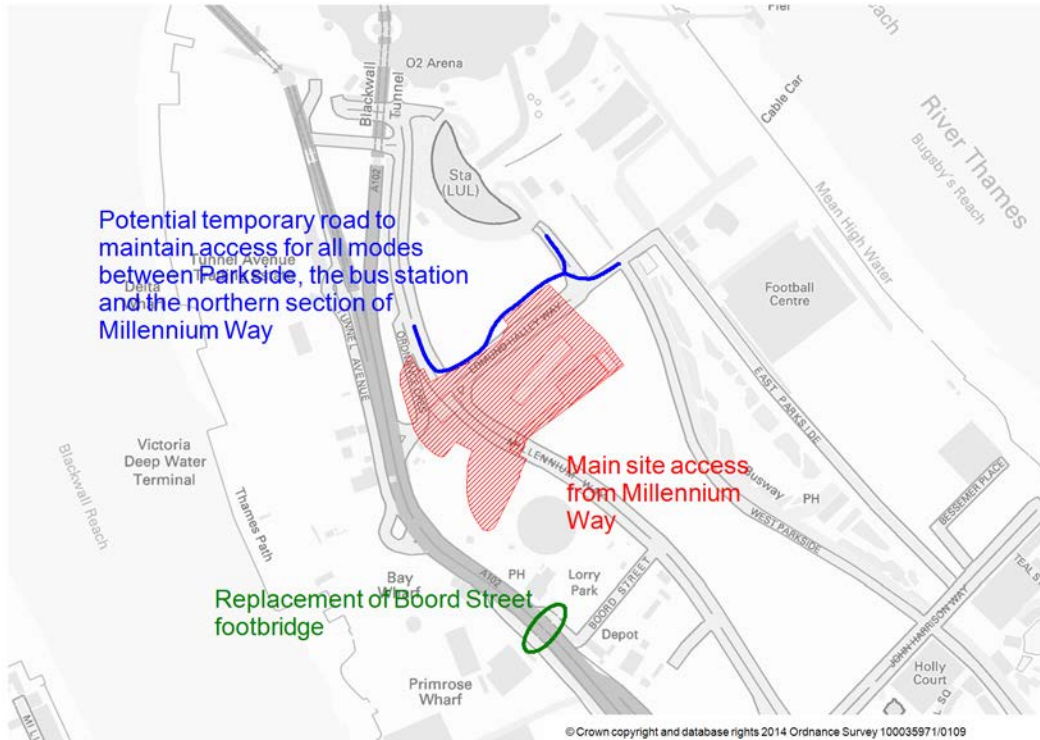 Pier
Reach
O2 Arena
Blackwall
Tunnel
Cable Car
River Thames
Bugsby's Reach
A102
Sta
(LUL)
Mean High Water
Potential temporary road to
maintain access for all modes
between Parkside, the bus station
and the northern section of
Millennium Way
Tunnel Avenue
Delta
Wharf
TUNNEL AVENUE
Football
Centre
EDMUND HALLEY WAY
EAST PARKSIDE
Victoria
Deep Water
Terminal
Blackwall Reach
Thames Path
MILLENNIUM WAY
Main site access
from Millennium
Way
Busway
PH
WEST PARKSIDE
BESSEMER PLACE
A102
PH
Lorry
Park
BOORD STREET
Bay
Wharf
Replacement of Boord Street
footbridge
Depot
JOHN HARRISON WAY
Holly
Court
Primrose
Wharf
© Crown copyright and database rights 2014 Ordnance Survey 100035971/0109